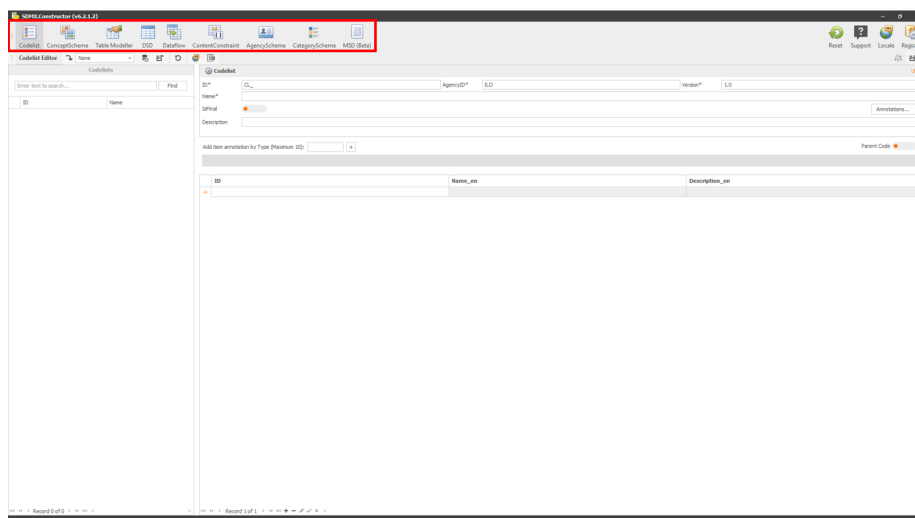 SDMX.Constructor (v6.2.1.2)
Codelist ConceptScheme Table Modeller DSD Dataflow ContentConstraint AgencyScheme CategoryScheme MSD (Beta) Reset Support Locale Regis
Codelist Editor None
Codelists Codelist
Enter text to search... Find
ID Name
ID* CL_ AgencyID* ILO Version* 1.0
Name*
IsFinal Annotations...
Description
Add item annotation by Type (Maximum 10): + Parent Code
ID Name_en Description_en
Record 0 of 0 Record 1 of 1